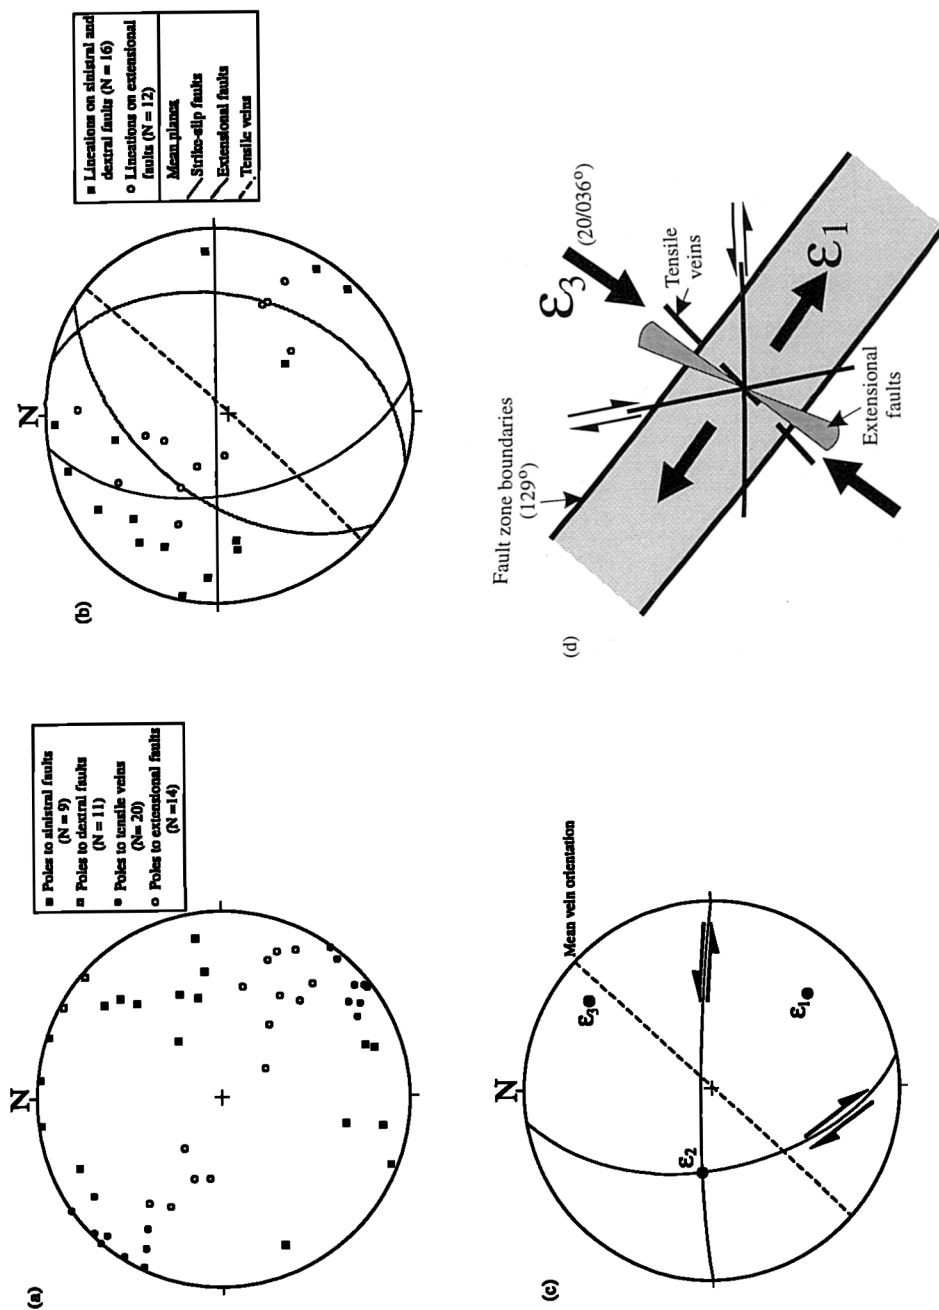 (a)
N
■ Poles to sinistral faults
(N = 9)
Poles to dextral faults
(N = 11)
Poles to tensile veins
(N= 20)
○ Poles to extensional faults
(N =14)
(b)
N
■ Lineations on sinistral and
dextral faults (N = 16)
○ Lineations on extensional
faults (N = 12)
Mean planes
Strike-slip faults
Extensional faults
Tensile veins
(c)
N
Mean vein orientation
ε3
ε2
ε1
(d)
Fault zone boundaries
(129°)
ε3
(20/036°)
Tensile
veins
ε1
Extensional
faults